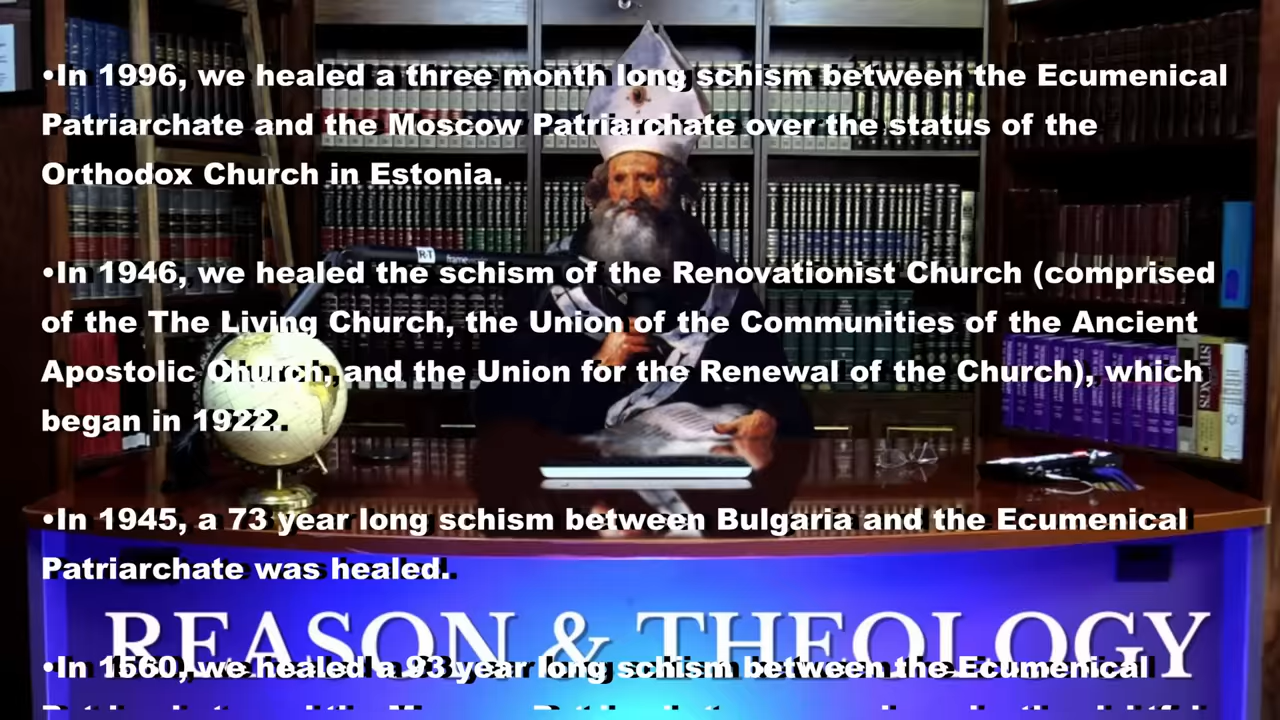 •In 1996, we healed a three month long schism between the Ecumenical
Patriarchate and the Moscow Patriarchate over the status of the
Orthodox Church in Estonia.
R·T frame
•In 1946, we healed the schism of the Renovationist Church (comprised
of the The Living Church, the Union of the Communities of the Ancient
Apostolic Church, and the Union for the Renewal of the Church), which
began in 1922.
•In 1945, a 73 year long schism between Bulgaria and the Ecumenical
Patriarchate was healed.
REASON & THEOLOGY
•In 1560, we healed a 93 year long schism between the Ecumenical